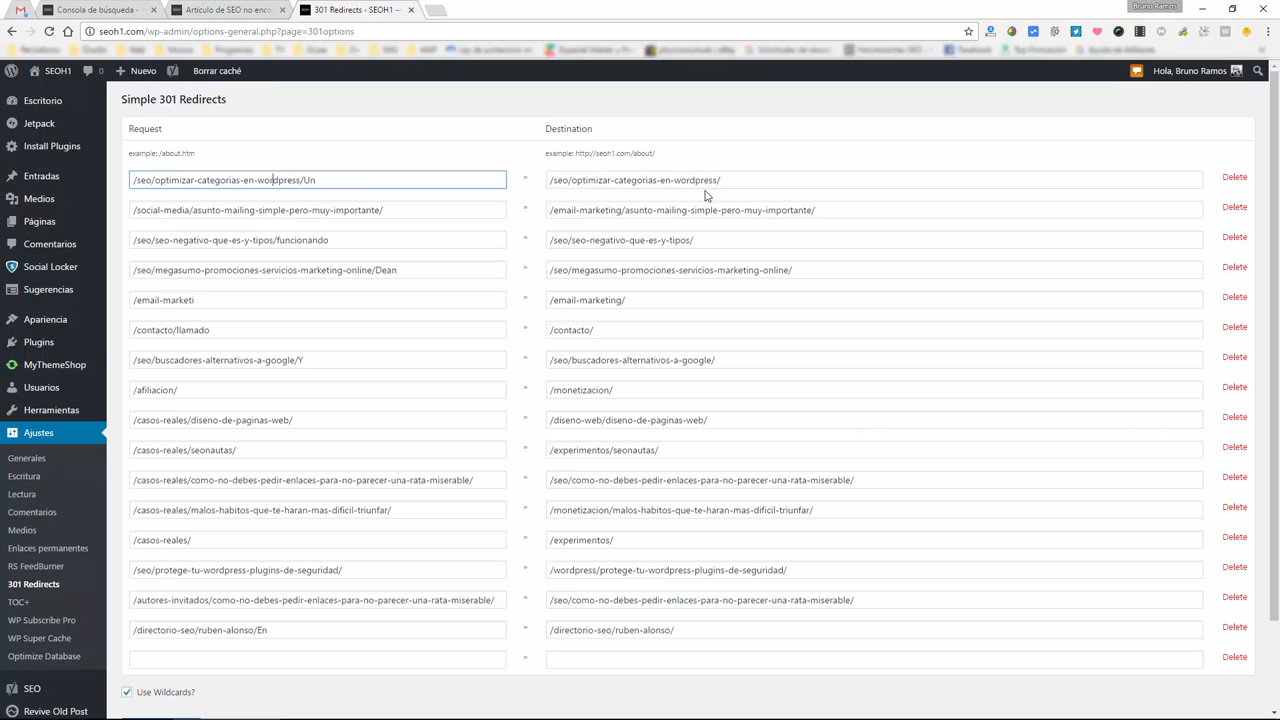 Bruno Ramos
Consola de búsqueda -
Artículo de SEO no enco
301 Redirects ‹ SEOH1 —
seoh1.com/wp-admin/options-general.php?page=301options
SEOH1
0
Nuevo
Borrar caché
Hola, Bruno Ramos
Escritorio
Jetpack
Install Plugins
Entradas
Medios
Páginas
Comentarios
Social Locker
Sugerencias
Apariencia
Plugins
MyThemeShop
Usuarios
Herramientas
Ajustes
Generales
Escritura
Lectura
Comentarios
Medios
Enlaces permanentes
RS FeedBurner
301 Redirects
TOC+
WP Subscribe Pro
WP Super Cache
Optimize Database
SEO
Revive Old Post
Simple 301 Redirects
Request Destination
example: /about.htm example: http://seoh1.com/about/
/seo/optimizar-categorias-en-wordpress/Un » /seo/optimizar-categorias-en-wordpress/ Delete
/social-media/asunto-mailing-simple-pero-muy-importante/ » /email-marketing/asunto-mailing-simple-pero-muy-importante/ Delete
/seo/seo-negativo-que-es-y-tipos/funcionando » /seo/seo-negativo-que-es-y-tipos/ Delete
/seo/megasumo-promociones-servicios-marketing-online/Dean » /seo/megasumo-promociones-servicios-marketing-online/ Delete
/email-marketi » /email-marketing/ Delete
/contacto/llamado » /contacto/ Delete
/seo/buscadores-alternativos-a-google/Y » /seo/buscadores-alternativos-a-google/ Delete
/afiliacion/ » /monetizacion/ Delete
/casos-reales/diseno-de-paginas-web/ » /diseno-web/diseno-de-paginas-web/ Delete
/casos-reales/seonautas/ » /experimentos/seonautas/ Delete
/casos-reales/como-no-debes-pedir-enlaces-para-no-parecer-una-rata-miserable/ » /seo/como-no-debes-pedir-enlaces-para-no-parecer-una-rata-miserable/ Delete
/casos-reales/malos-habitos-que-te-haran-mas-dificil-triunfar/ » /monetizacion/malos-habitos-que-te-haran-mas-dificil-triunfar/ Delete
/casos-reales/ » /experimentos/ Delete
/seo/protege-tu-wordpress-plugins-de-seguridad/ » /wordpress/protege-tu-wordpress-plugins-de-seguridad/ Delete
/autores-invitados/como-no-debes-pedir-enlaces-para-no-parecer-una-rata-miserable/ » /seo/como-no-debes-pedir-enlaces-para-no-parecer-una-rata-miserable/ Delete
/directorio-seo/ruben-alonso/En » /directorio-seo/ruben-alonso/ Delete
» Delete
Use Wildcards?